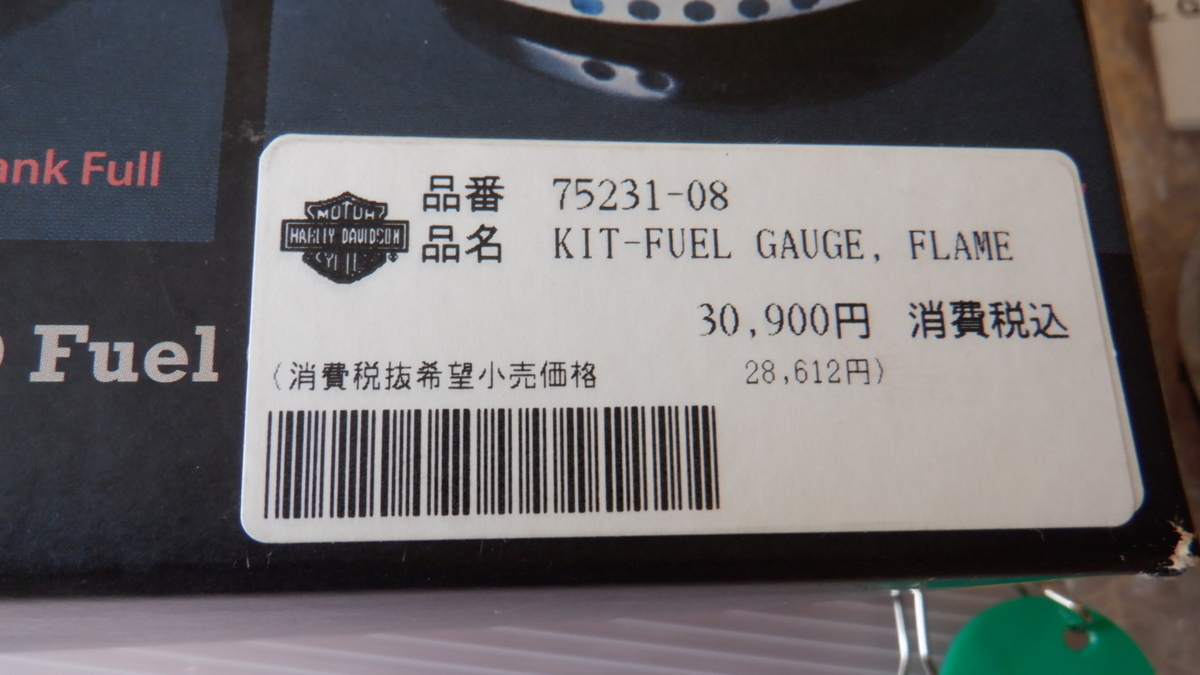 ank Full
Fuel
MOTOR
HARLEY DAVIDSON
品番 75231-08
品名 KIT-FUEL GAUGE, FLAME
30,900円 消費税込
(消費税抜希望小売価格 28,612円)